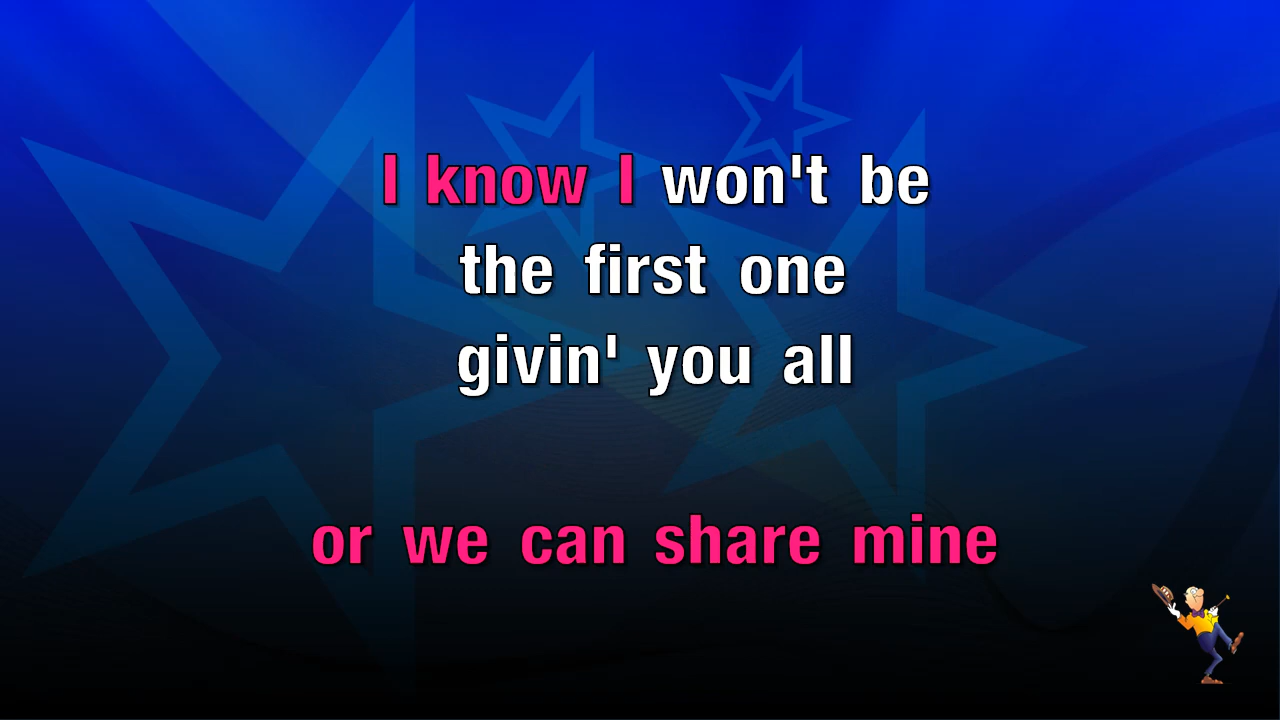 I know I won't be
the first one
givin' you all
or we can share mine